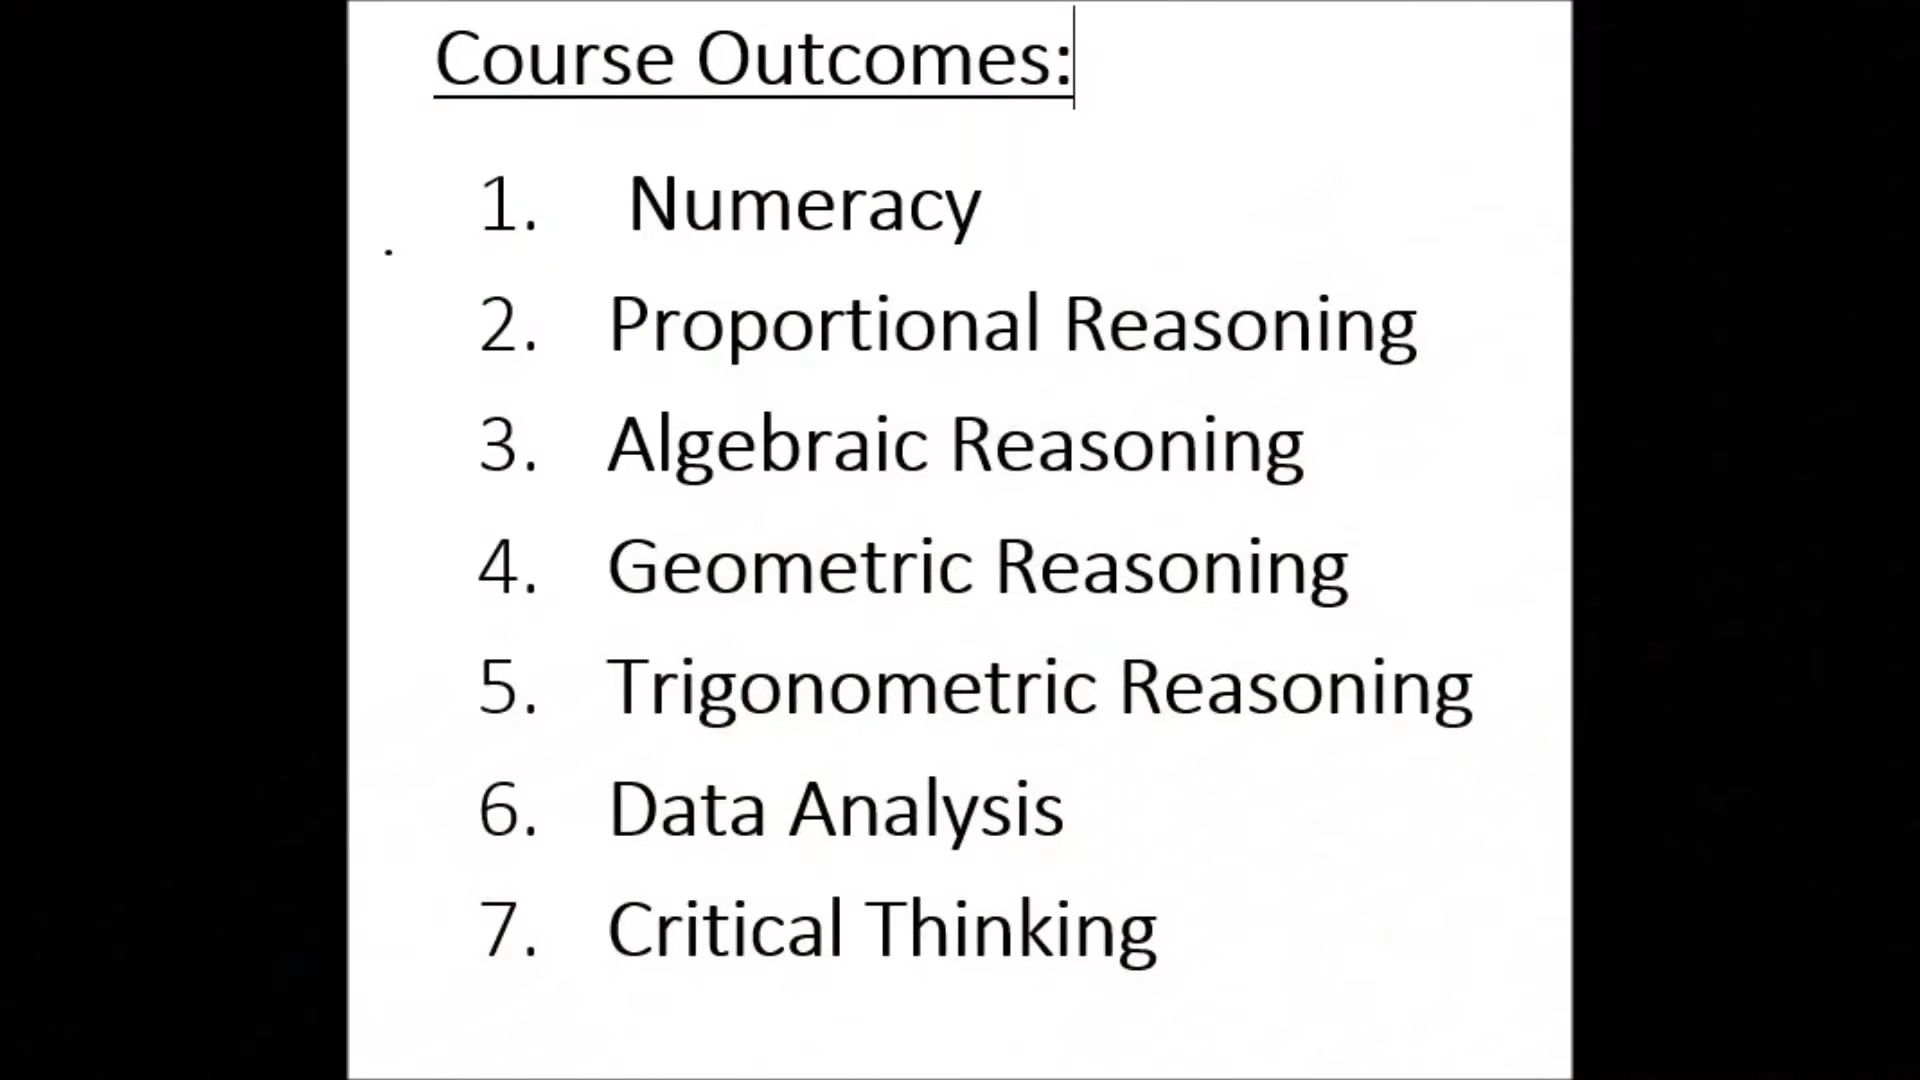 Course Outcomes:
1. Numeracy
2. Proportional Reasoning
3. Algebraic Reasoning
4. Geometric Reasoning
5. Trigonometric Reasoning
6. Data Analysis
7. Critical Thinking